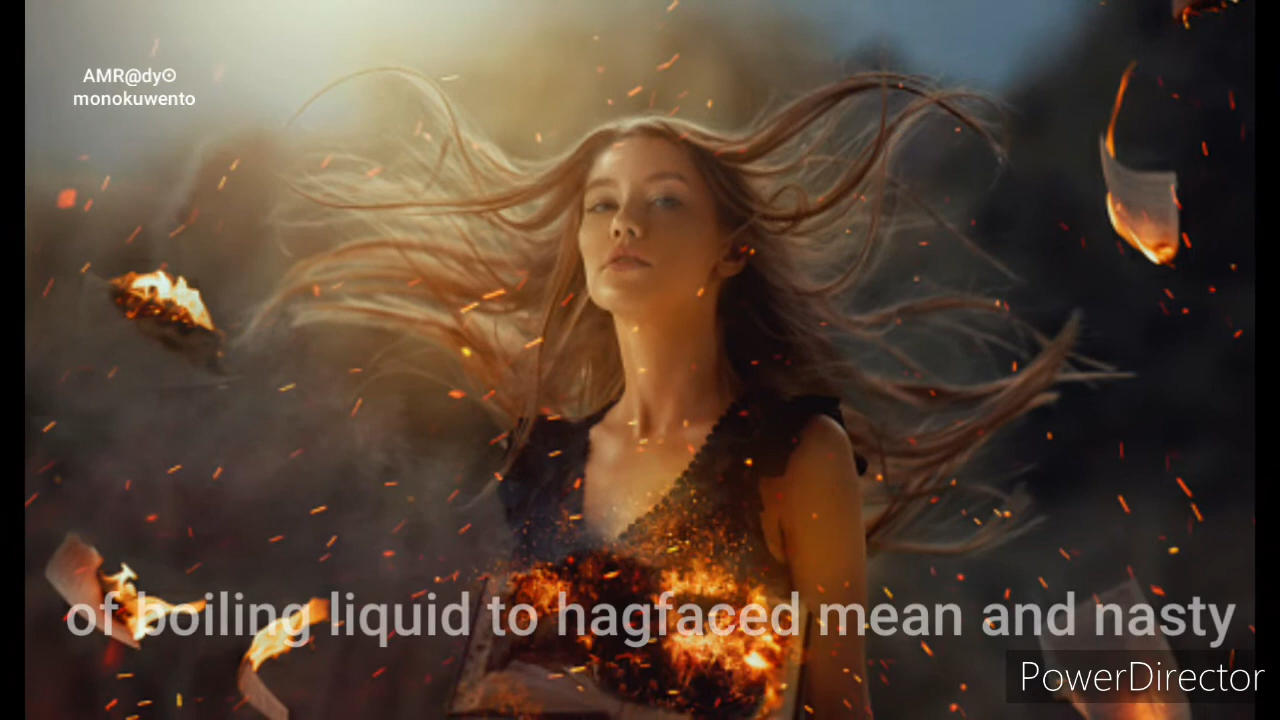 AMR@dy⊙
monokuwento
of boiling liquid to hagfaced mean and nasty
PowerDirector